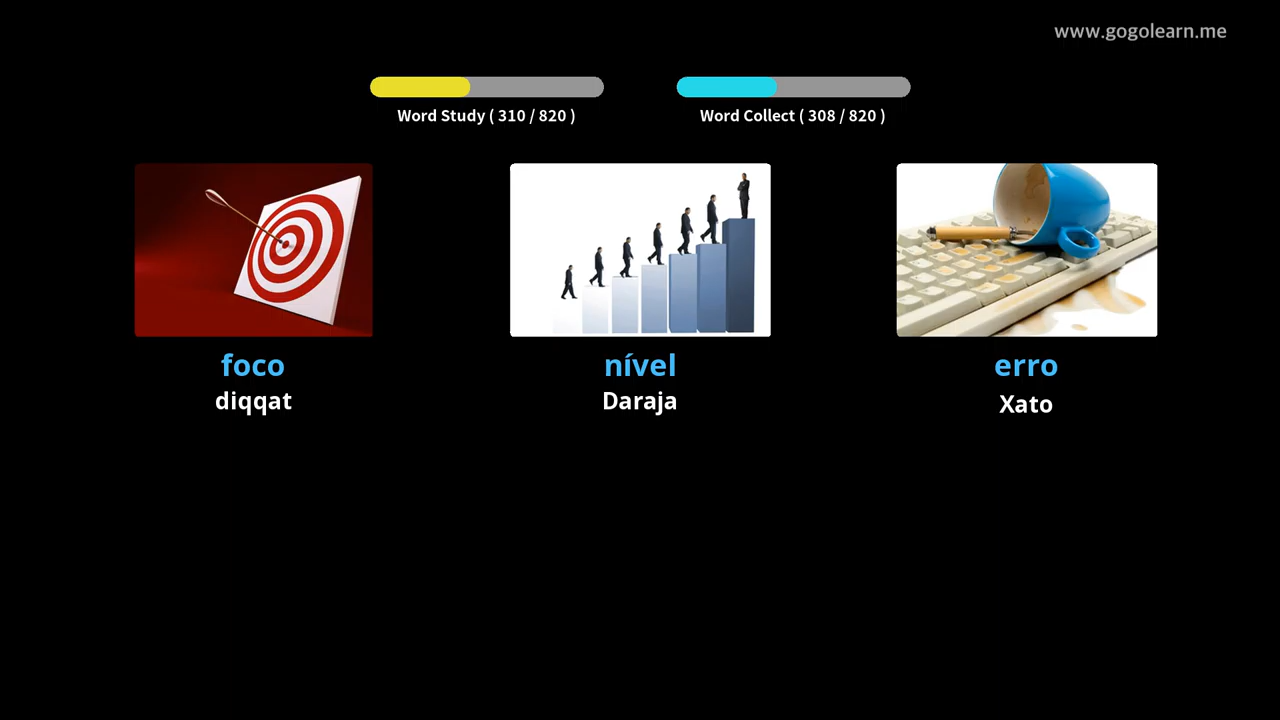 www.gogolearn.me
Word Study ( 310 / 820 )
Word Collect ( 308 / 820 )
foco
diqqat
nível
Daraja
erro
Xato